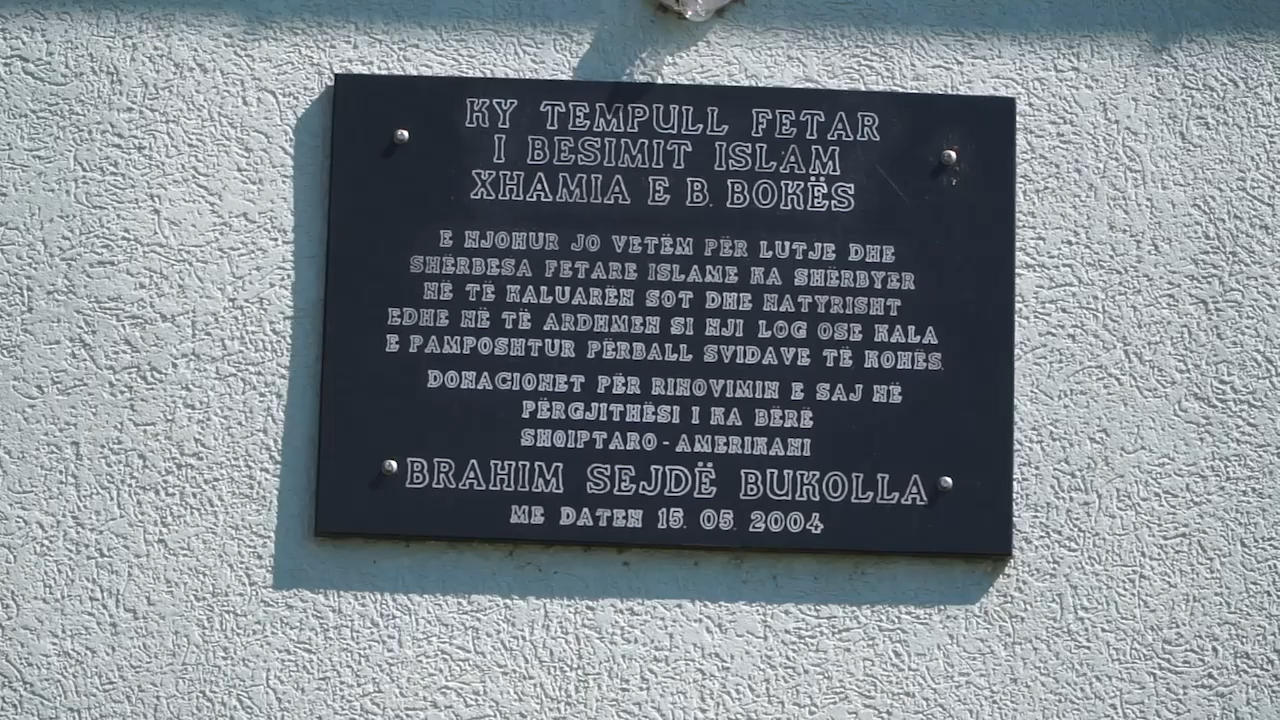 KY TEMPULL FETAR
I BESIMIT ISLAM
XHAMIA E B. BOKËS
E NJOHUR JO VETËM PËR LUTJE DHE
SHËRBESA FETARE ISLAME KA SHËRBYER
NË TË KALUARËN SOT DHE NATYRISHT
EDHE NË TË ARDHMEN SI NJI LOG OSE KALA
E PAMPOSHTUR PËRBALL SVIDAVE TË KOHËS.
DONACIONET PËR RINOVIMIN E SAJ NË
PËRGJITHËSI I KA BËRË
SHQIPTARO-AMERIKANI
BRAHIM SEJDË BUKOLLA
ME DATEN 15. 05. 2004